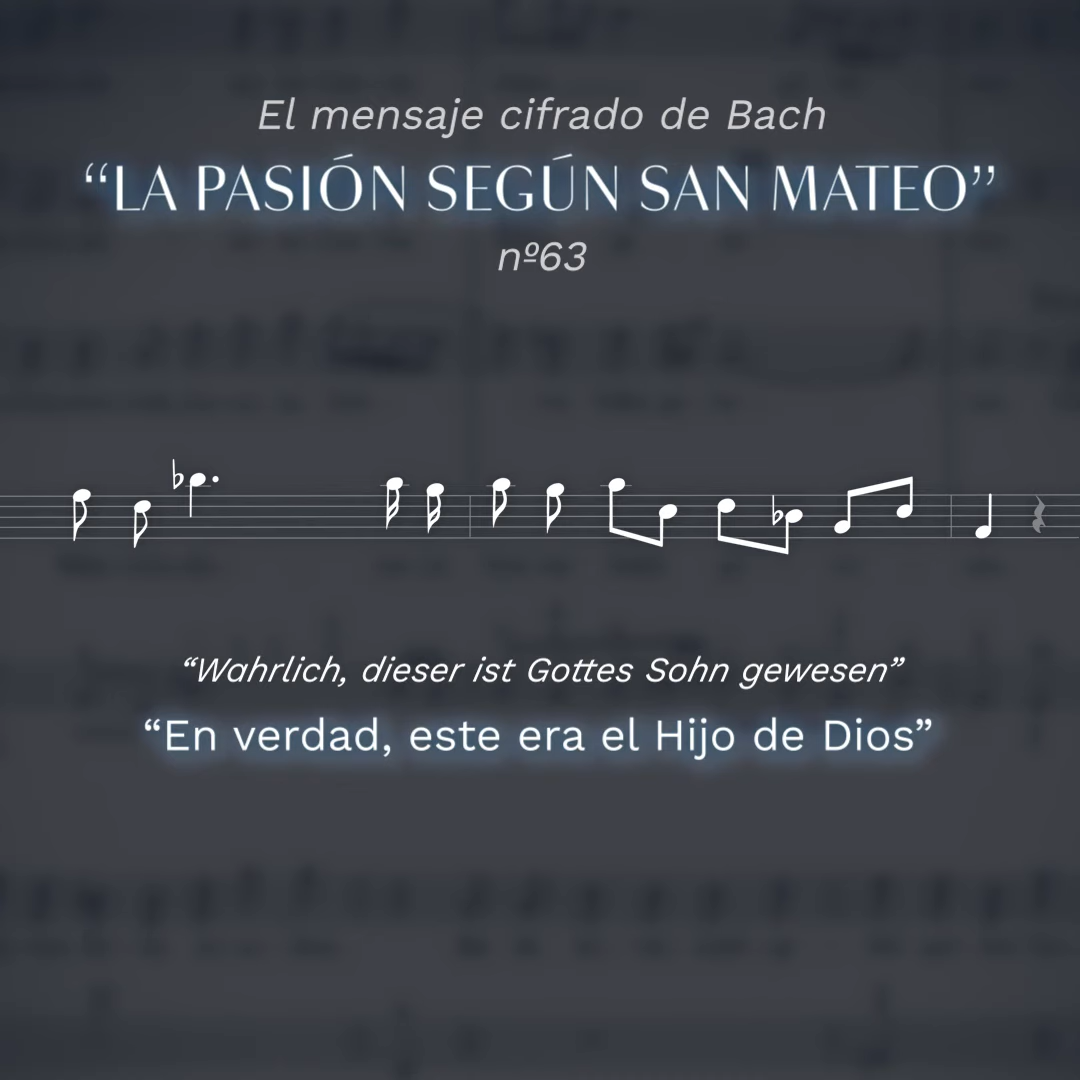 El mensaje cifrado de Bach
“LA PASIÓN SEGÚN SAN MATEO”
nº63
“Wahrlich, dieser ist Gottes Sohn gewesen”
“En verdad, este era el Hijo de Dios”